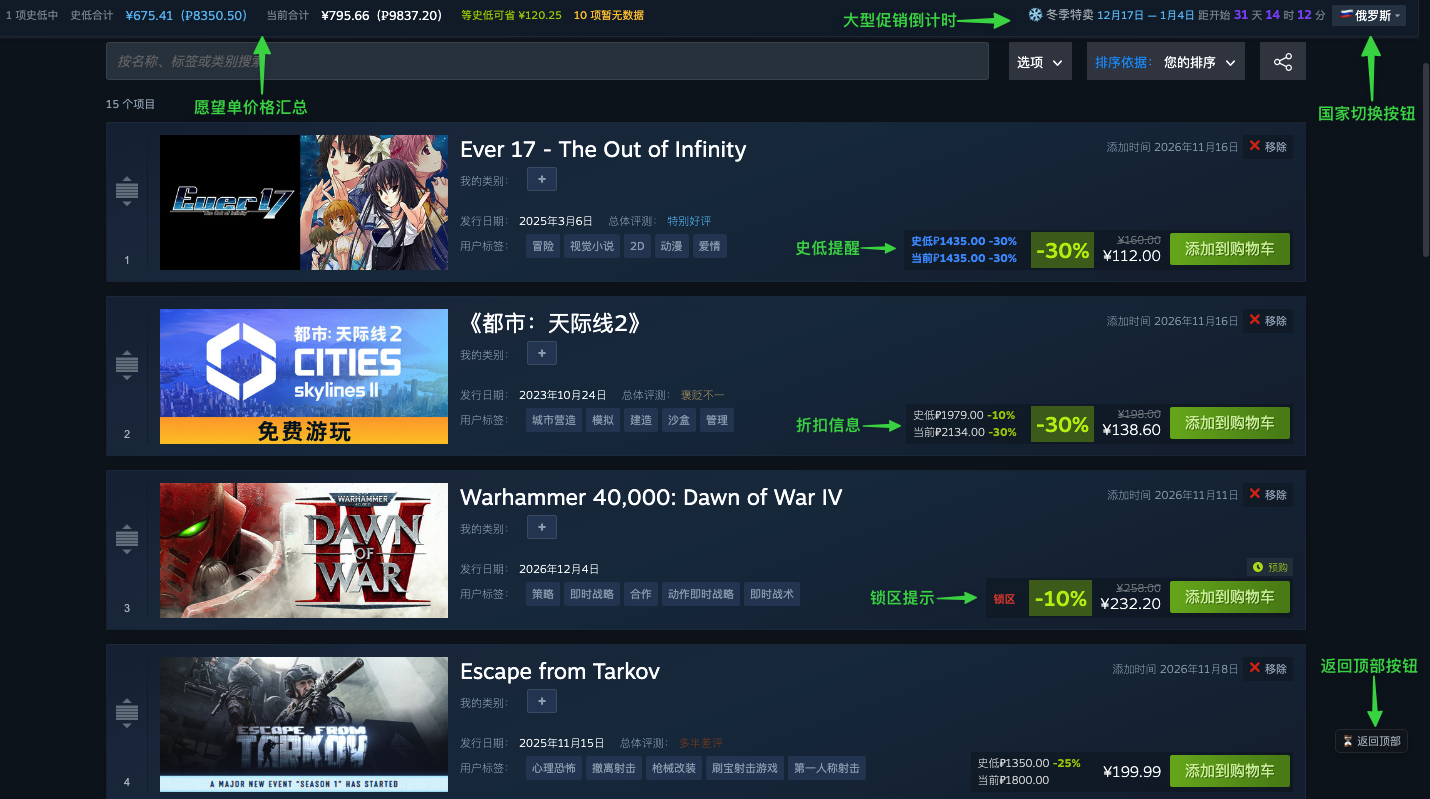 1 项史低中 史低合计 ¥675.41 (₽8350.50) 当前合计 ¥795.66 (₽9837.20) 等史低可省 ¥120.25 10 项暂无数据
大型促销倒计时
冬季特卖 12月17日 — 1月4日 距开始 31 天 14 时 12 分
俄罗斯
按名称、标签或类别搜索
选项
排序依据: 您的排序
15 个项目
愿望单价格汇总
国家切换按钮
Ever 17
The Out of Infinity
Ever 17 - The Out of Infinity
添加时间 2026年11月16日 移除
我的类别: +
发行日期: 2025年3月6日 总体评测: 特别好评
用户标签: 冒险 视觉小说 2D 动漫 爱情
1
史低提醒
史低₽1435.00 -30%
当前₽1435.00 -30%
-30%
¥160.00
¥112.00
添加到购物车
都市: 天际线 2
CITIES
skylines II
免费游玩
《都市：天际线2》
添加时间 2026年11月16日 移除
我的类别: +
发行日期: 2023年10月24日 总体评测: 褒贬不一
用户标签: 城市营造 模拟 建造 沙盒 管理
2
折扣信息
史低₽1979.00 -10%
当前₽2134.00 -30%
-30%
¥198.00
¥138.60
添加到购物车
WARHAMMER
40,000
DAWN
OF
WAR
IV
Warhammer 40,000: Dawn of War IV
添加时间 2026年11月11日 移除
我的类别: +
发行日期: 2026年12月4日
用户标签: 策略 即时战略 合作 动作即时战略 即时战术
3
预购
锁区提示
锁区
-10%
¥258.00
¥232.20
添加到购物车
ESCAPE FROM
TARKOV
A MAJOR NEW EVENT "SEASON 1" HAS STARTED
Escape from Tarkov
添加时间 2026年11月8日 移除
我的类别: +
发行日期: 2025年11月15日 总体评测: 多半差评
用户标签: 心理恐怖 撤离射击 枪械改装 刷宝射击游戏 第一人称射击
4
史低₽1350.00 -25%
当前₽1800.00
¥199.99
添加到购物车
返回顶部按钮
返回顶部